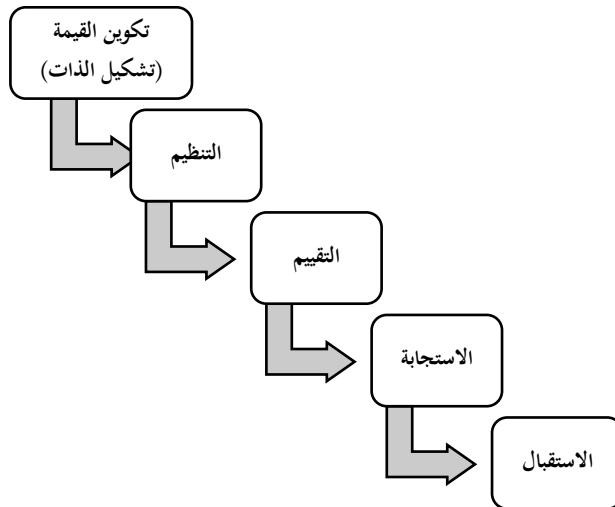 تكوين القيمة
(تشكيل الذات)
التنظيم
التقييم
الاستجابة
الاستقبال